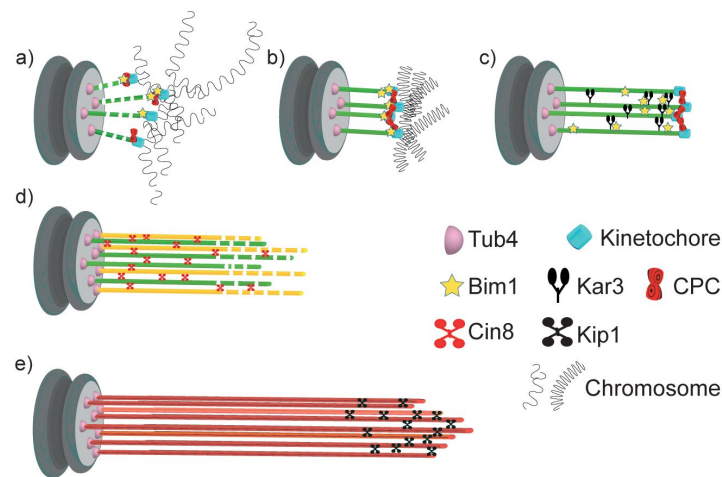 a)
b)
c)
d)
Tub4 Kinetochore
Bim1 Kar3 CPC
Cin8 Kip1
e)
Chromosome